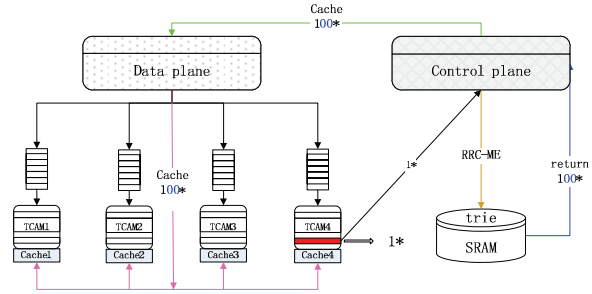 Cache
100*
Data plane
Control plane
1*
RRC-ME
return
100*
Cache
100*
TCAM1
TCAM2
TCAM3
TCAM4
trie
SRAM
1*
Cache1
Cache2
Cache3
Cache4